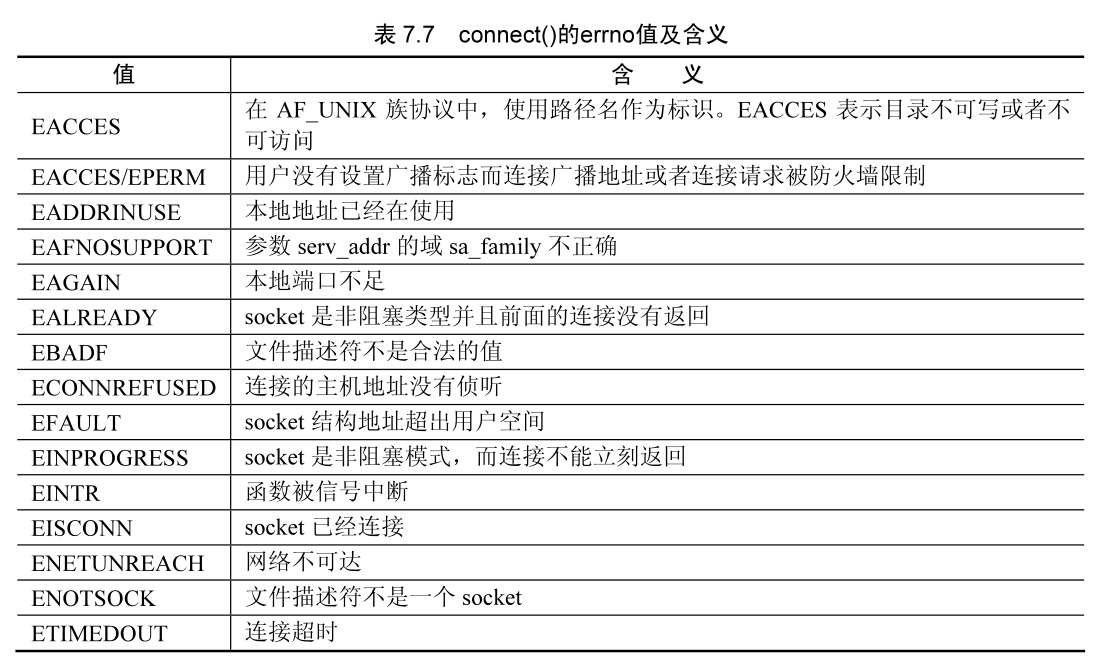 表 7.7 connect()的errno值及含义
值 含 义
EACCES 在 AF_UNIX 族协议中，使用路径名作为标识。EACCES 表示目录不可写或者不
可访问
EACCES/EPERM 用户没有设置广播标志而连接广播地址或者连接请求被防火墙限制
EADDRINUSE 本地地址已经在使用
EAFNOSUPPORT 参数 serv_addr 的域 sa_family 不正确
EAGAIN 本地端口不足
EALREADY socket 是非阻塞类型并且前面的连接没有返回
EBADF 文件描述符不是合法的值
ECONNREFUSED 连接的主机地址没有侦听
EFAULT socket 结构地址超出用户空间
EINPROGRESS socket 是非阻塞模式，而连接不能立刻返回
EINTR 函数被信号中断
EISCONN socket 已经连接
ENETUNREACH 网络不可达
ENOTSOCK 文件描述符不是一个 socket
ETIMEDOUT 连接超时